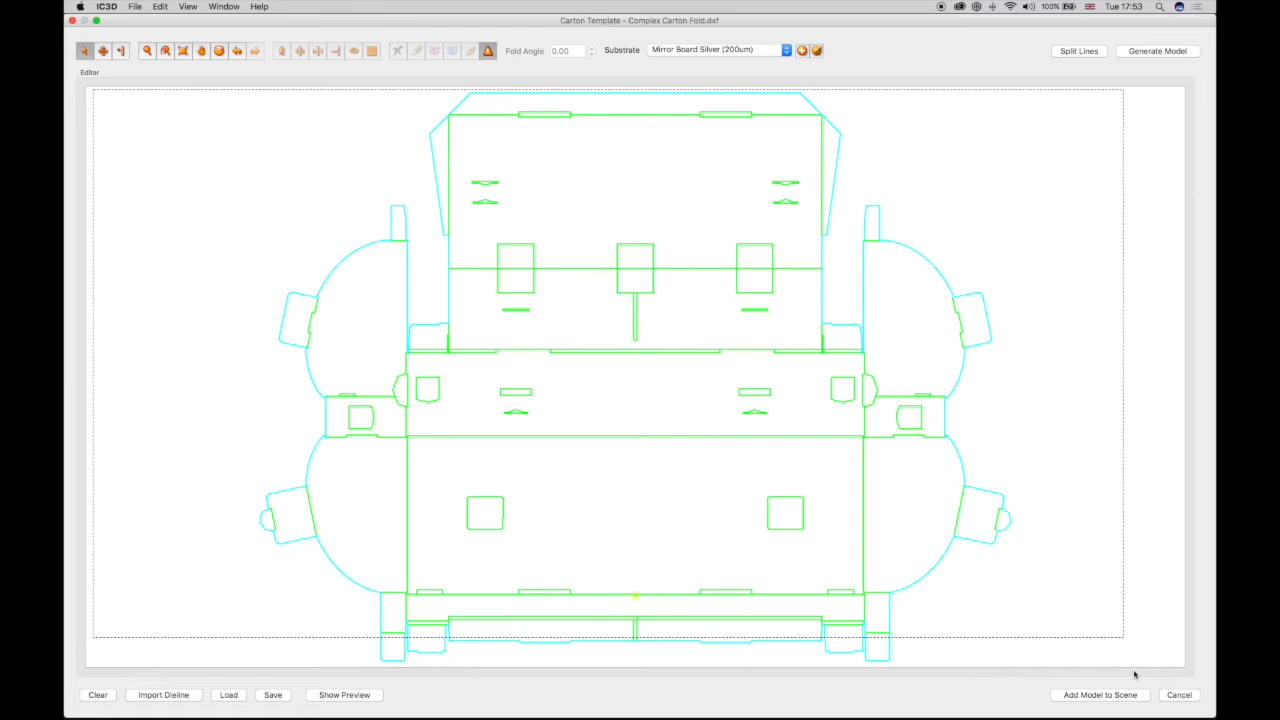 IC3D File Edit View Window Help 100% Tue 17:53
Carton Template - Complex Carton Fold.dxf
Fold Angle 0.00 Substrate Mirror Board Silver (200um) Split Lines Generate Model
Editor
Clear Import Dieline Load Save Show Preview Add Model to Scene Cancel